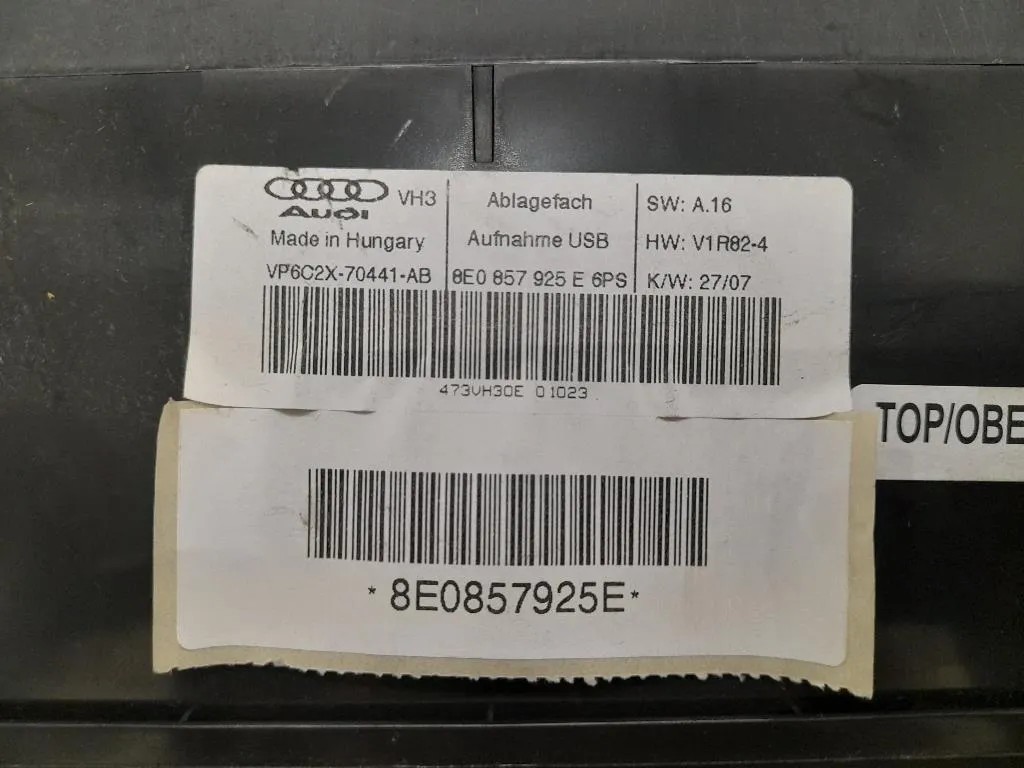 Audi VH3
Made in Hungary
VP6C2X-70441-AB
Ablagefach
Aufnahme USB
8E0 857 925 E 6PS
SW: A.16
HW: V1R82-4
K/W: 27/07
473VH30E 01023
TOP/OBE
*8E0857925E*